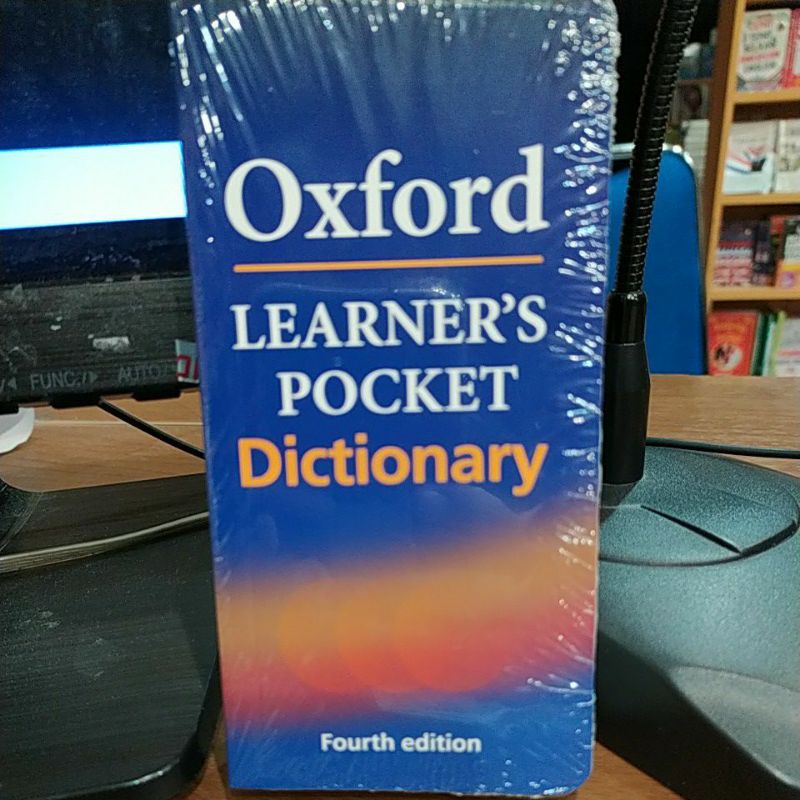 Oxford
LEARNER'S
POCKET
Dictionary
Fourth edition
FUNC.
AUTO